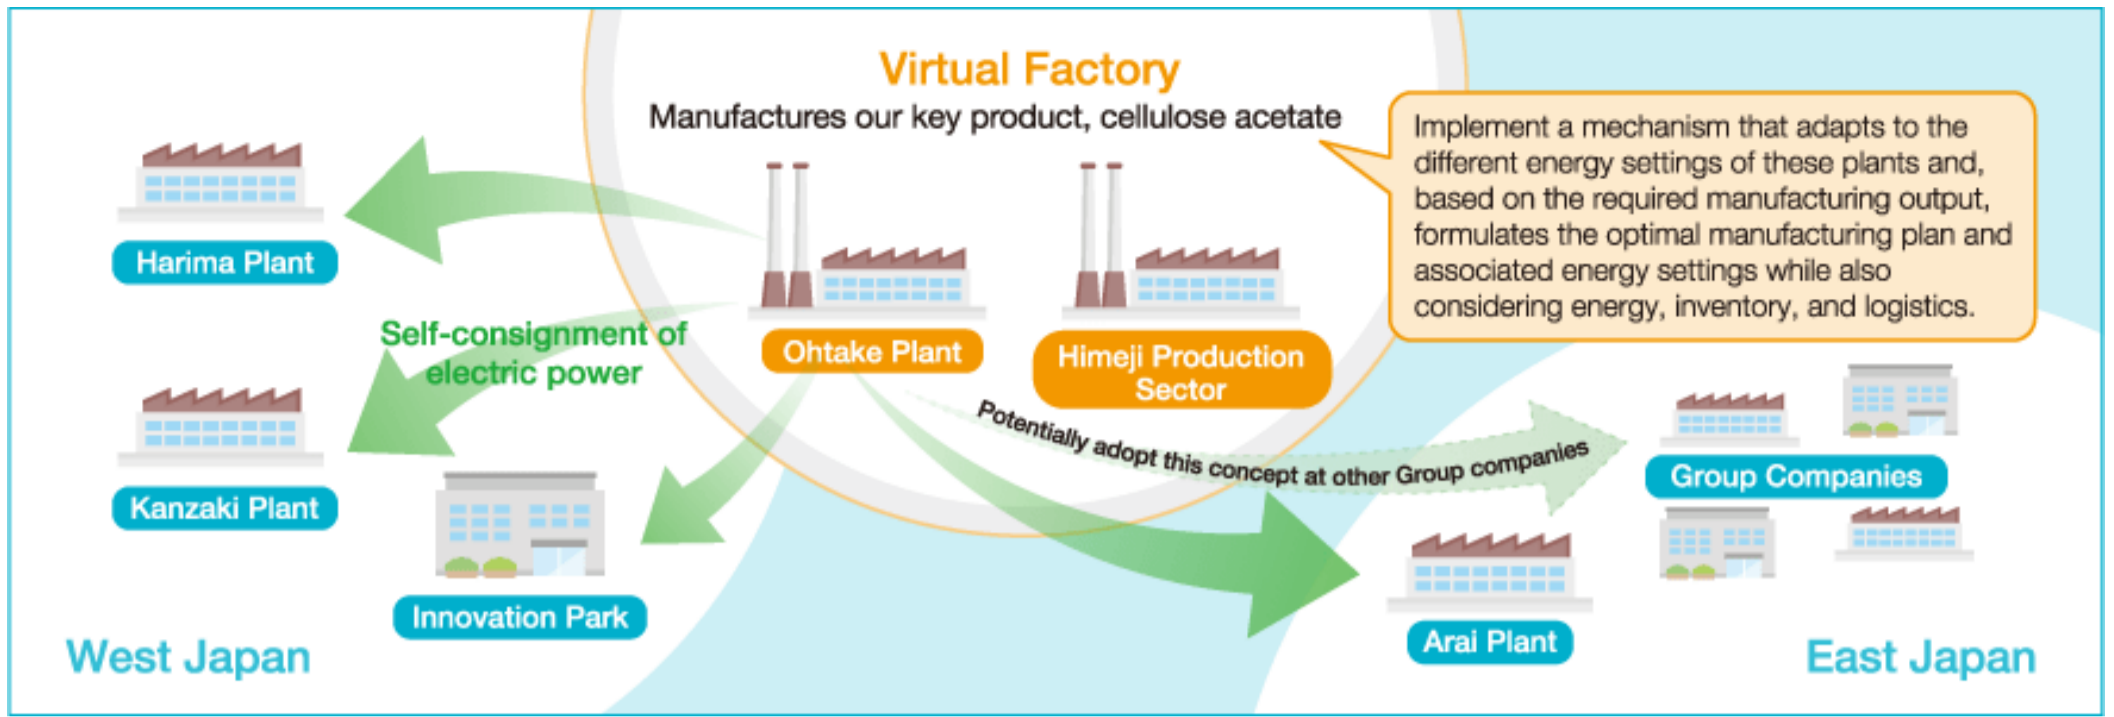 Virtual Factory
Manufactures our key product, cellulose acetate
Implement a mechanism that adapts to the
different energy settings of these plants and,
based on the required manufacturing output,
formulates the optimal manufacturing plan and
associated energy settings while also
considering energy, inventory, and logistics.
Harima Plant
Self-consignment of
electric power
Ohtake Plant
Himeji Production
Sector
Potentially adopt this concept at other Group companies
Group Companies
Kanzaki Plant
Innovation Park
Arai Plant
West Japan
East Japan